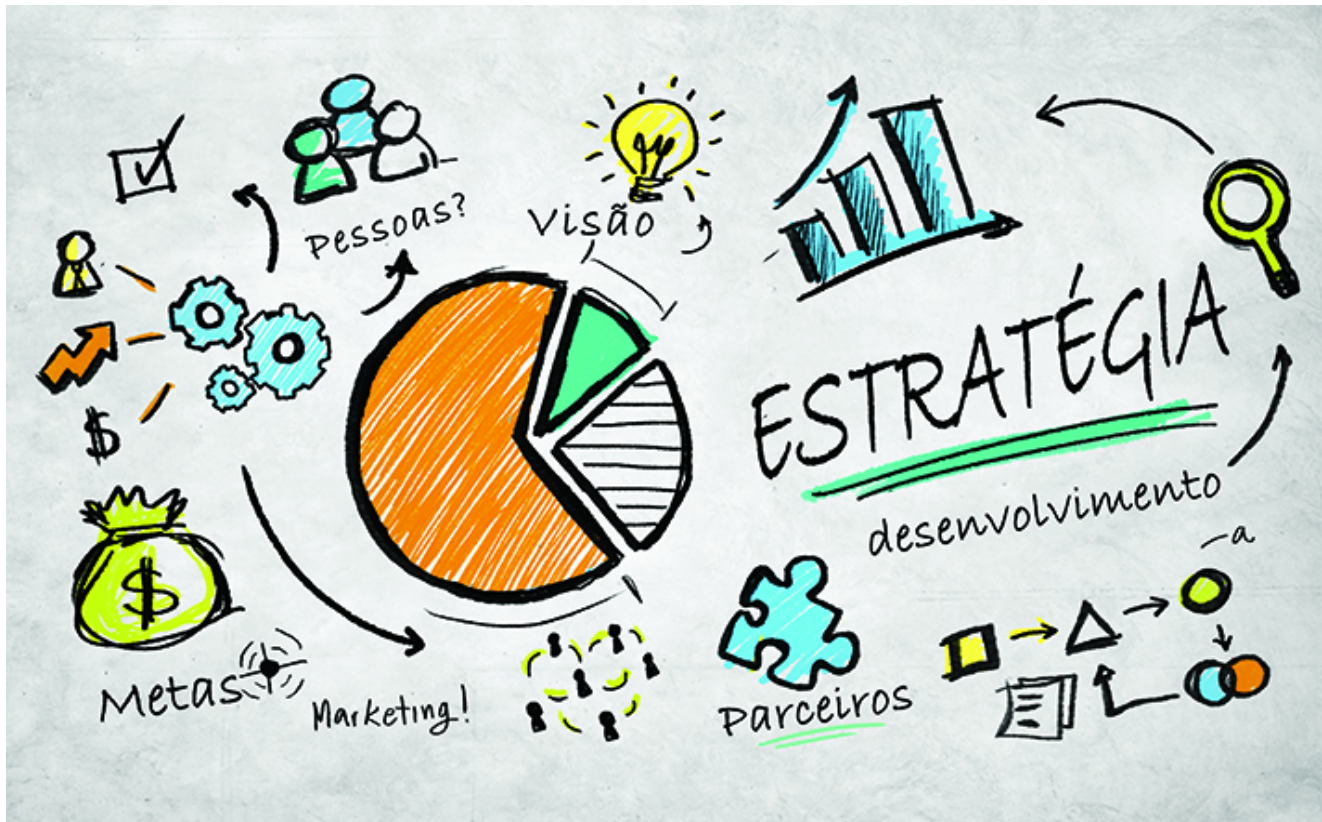 Pessoas?
Visão
ESTRATÉGIA
desenvolvimento
a
$
$
Metas
Marketing!
Parceiros